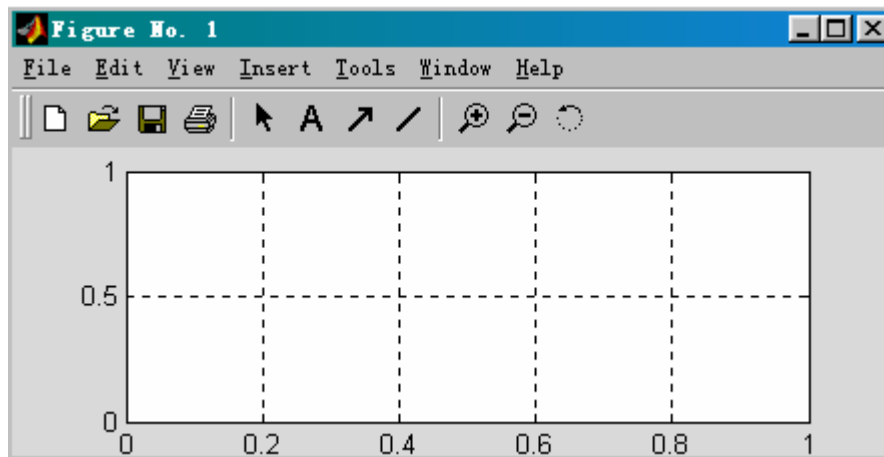 Figure No. 1
File Edit View Insert Tools Window Help
A
1
0.5
0
0 0.2 0.4 0.6 0.8 1